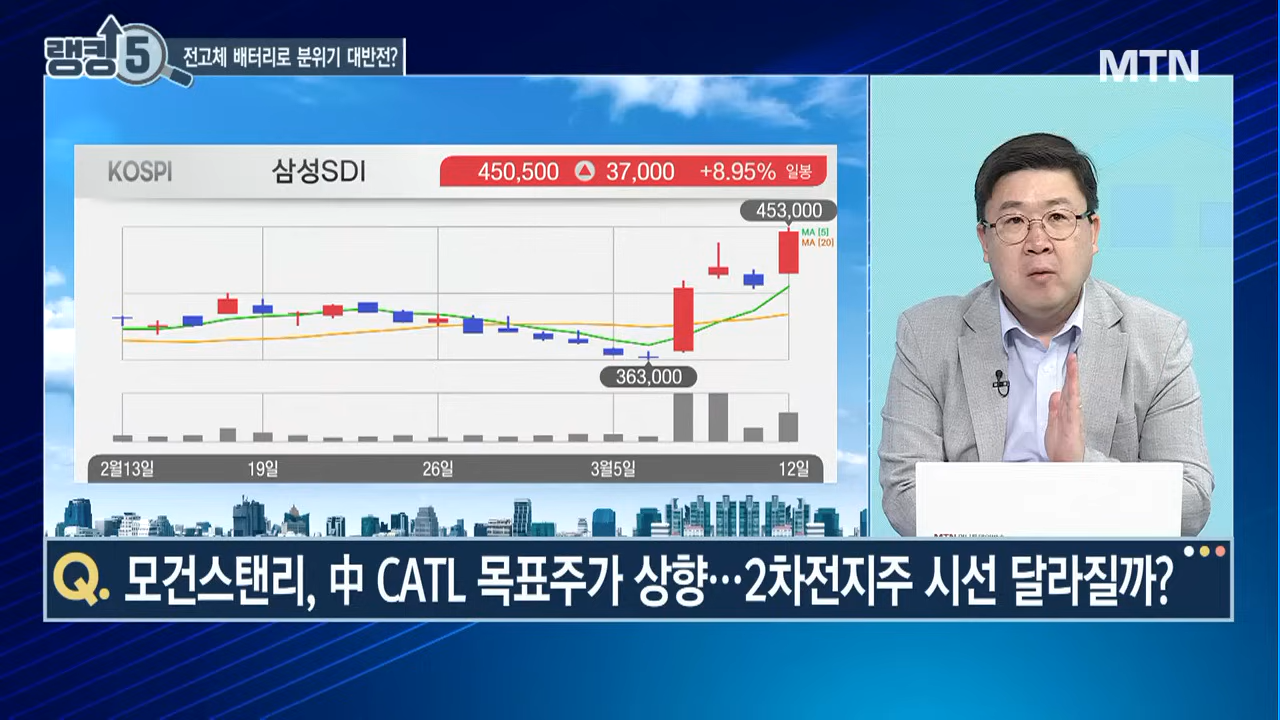 랭킹5
전고체 배터리로 분위기 대반전?
MTN
KOSPI 삼성SDI 450,500 ▲ 37,000 +8.95% 일봉
453,000
MA [5]
MA [20]
363,000
2월13일 19일 26일 3월5일 12일
Q. 모건스탠리, 中 CATL 목표주가 상향…2차전지주 시선 달라질까?